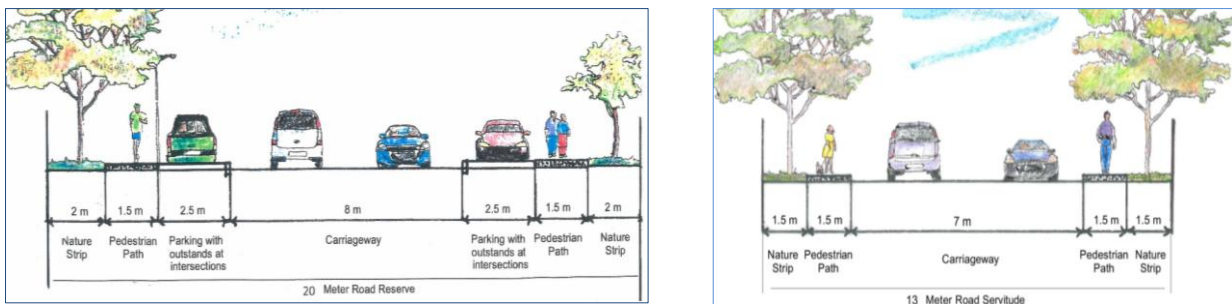 2 m 1.5 m 2.5 m 8 m 2.5 m 1.5 m 2 m
Nature Strip
Pedestrian Path
Parking with outstands at intersections
Carriageway
Parking with outstands at intersections
Pedestrian Path
Nature Strip
20 Meter Road Reserve
1.5 m 1.5 m 7 m 1.5 m 1.5 m
Nature Strip
Pedestrian Path
Carriageway
Pedestrian Path
Nature Strip
13 Meter Road Servitude